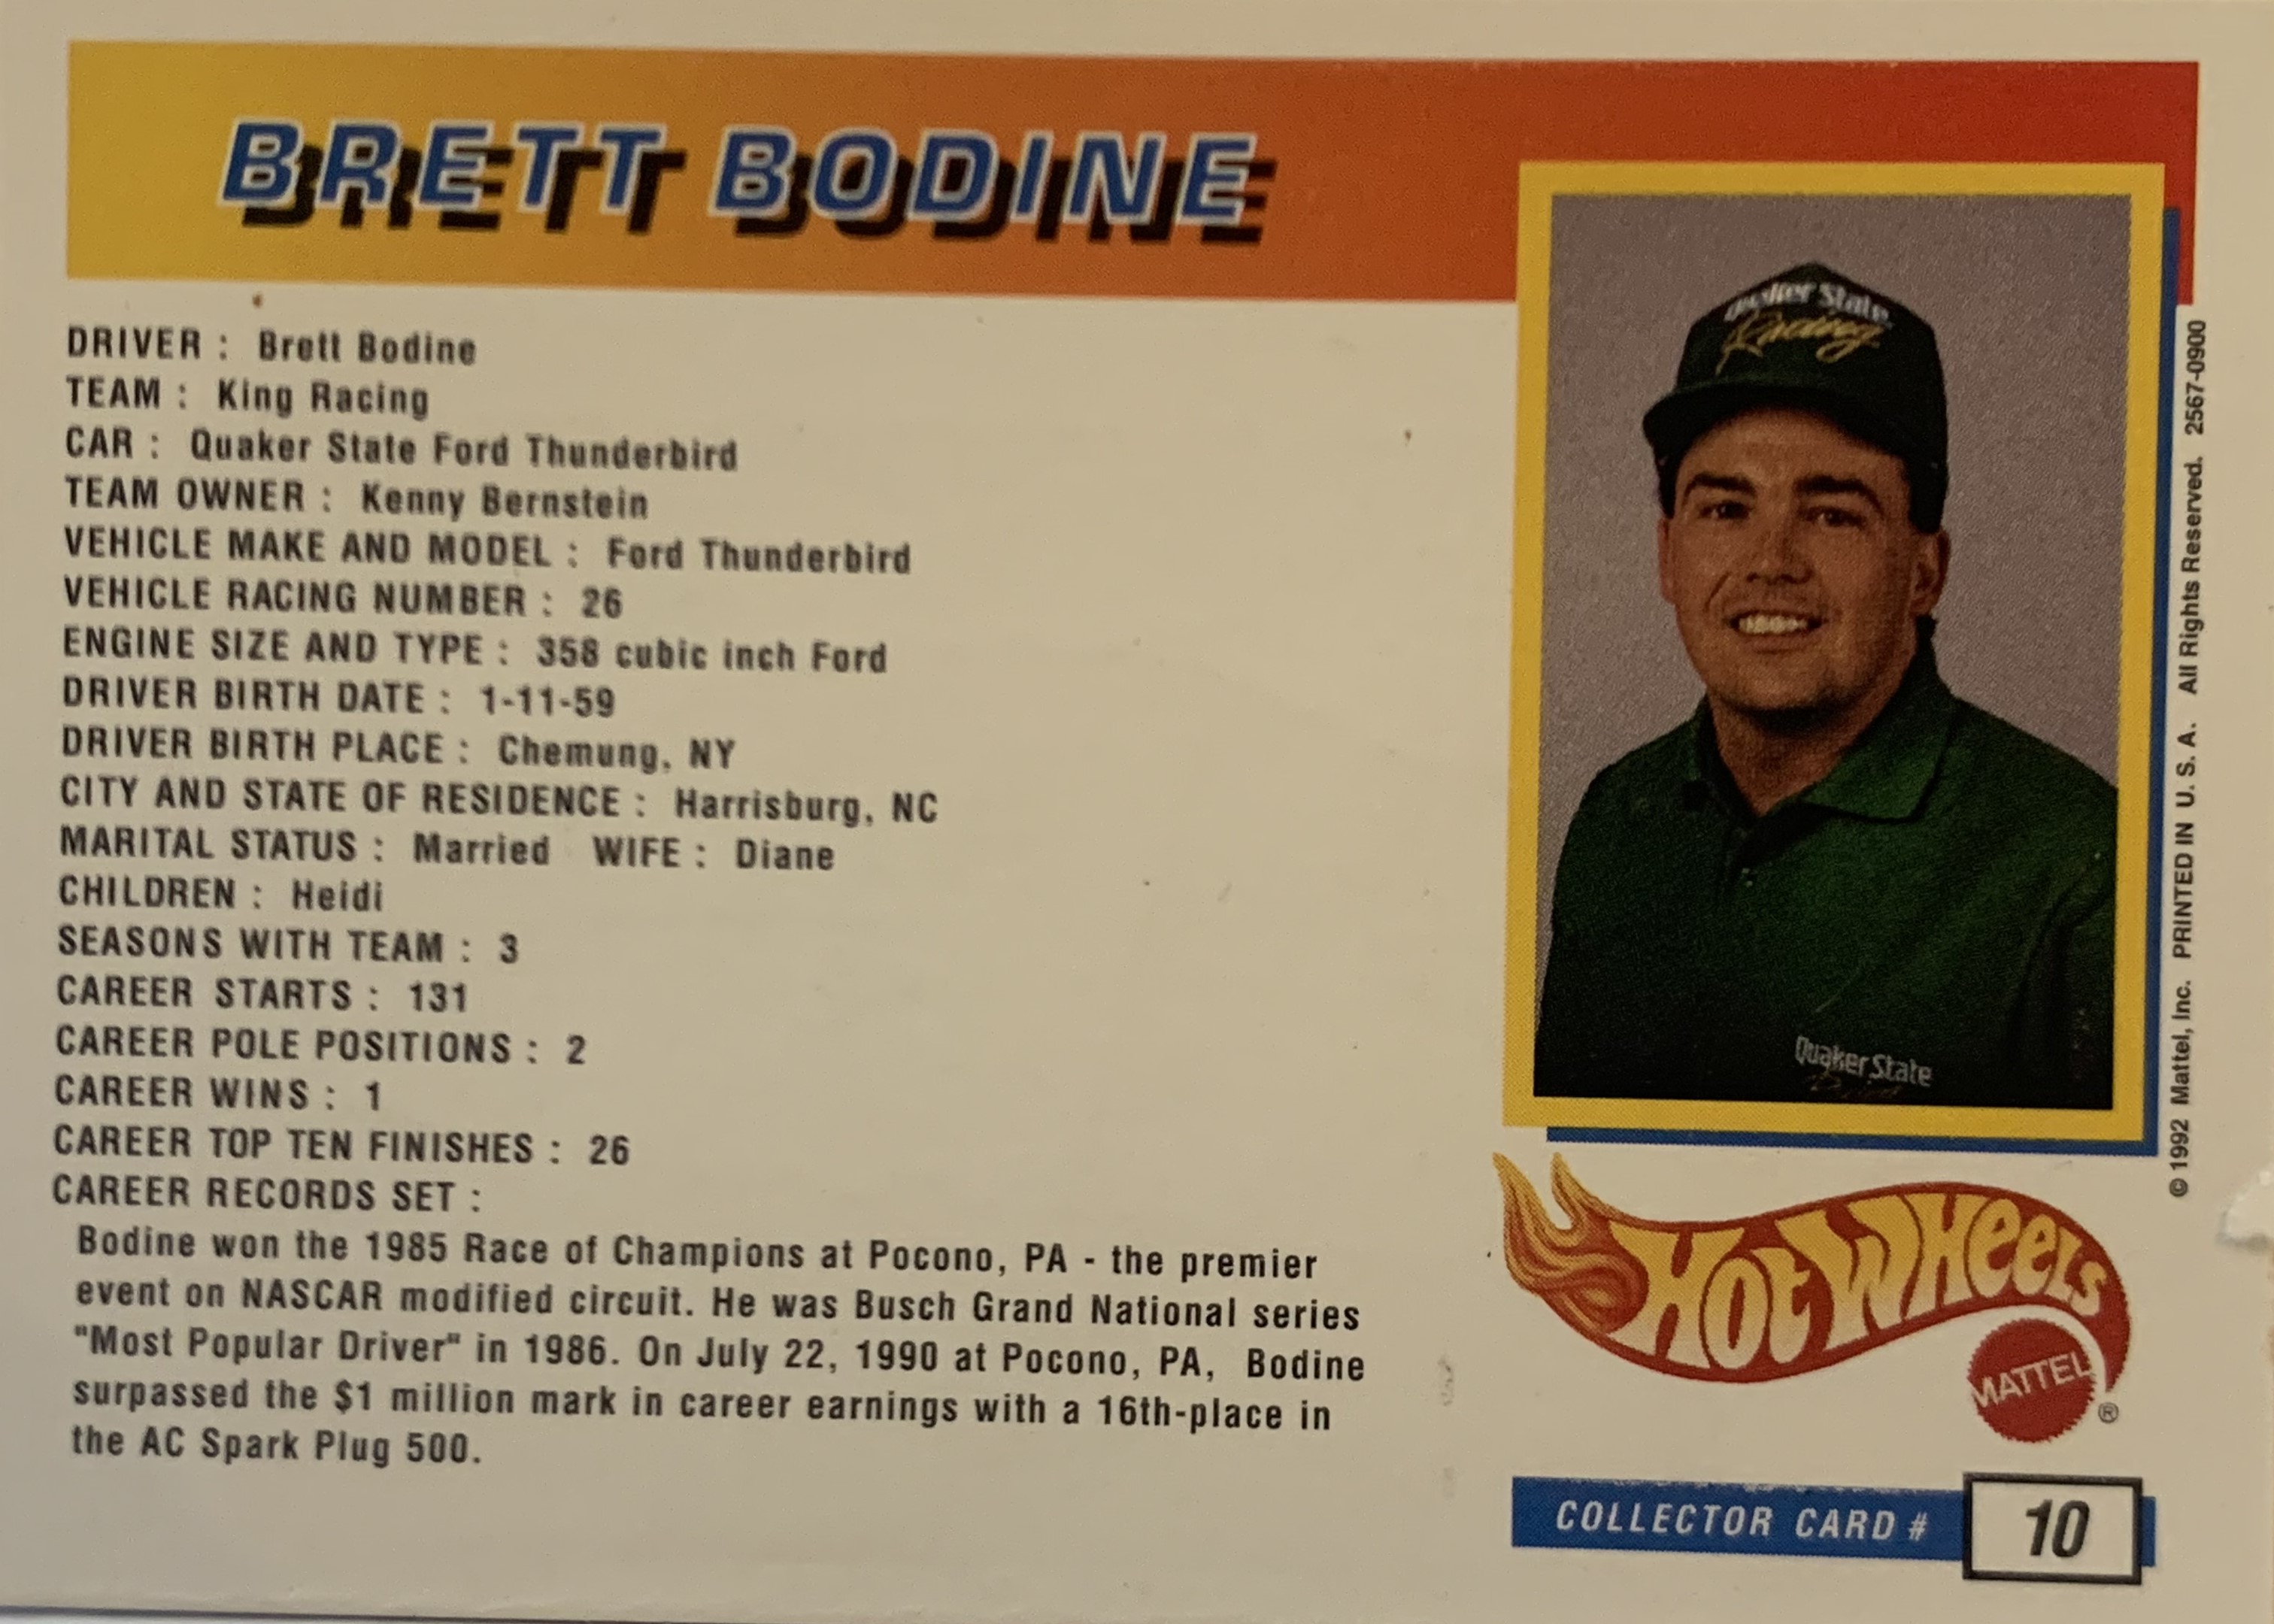 BRETT BODINE
DRIVER : Brett Bodine
TEAM : King Racing
CAR : Quaker State Ford Thunderbird
TEAM OWNER : Kenny Bernstein
VEHICLE MAKE AND MODEL : Ford Thunderbird
VEHICLE RACING NUMBER : 26
ENGINE SIZE AND TYPE : 358 cubic inch Ford
DRIVER BIRTH DATE : 1-11-59
DRIVER BIRTH PLACE : Chemung, NY
CITY AND STATE OF RESIDENCE : Harrisburg, NC
MARITAL STATUS : Married WIFE : Diane
CHILDREN : Heidi
SEASONS WITH TEAM : 3
CAREER STARTS : 131
CAREER POLE POSITIONS : 2
CAREER WINS : 1
CAREER TOP TEN FINISHES : 26
CAREER RECORDS SET :
Bodine won the 1985 Race of Champions at Pocono, PA - the premier
event on NASCAR modified circuit. He was Busch Grand National series
"Most Popular Driver" in 1986. On July 22, 1990 at Pocono, PA, Bodine
surpassed the $1 million mark in career earnings with a 16th-place in
the AC Spark Plug 500.
Quaker State
Racing
Quaker State
© 1992 Mattel, Inc. PRINTED IN U. S. A. All Rights Reserved. 2567-0900
HOT WHEELS
MATTEL
®
COLLECTOR CARD # 10